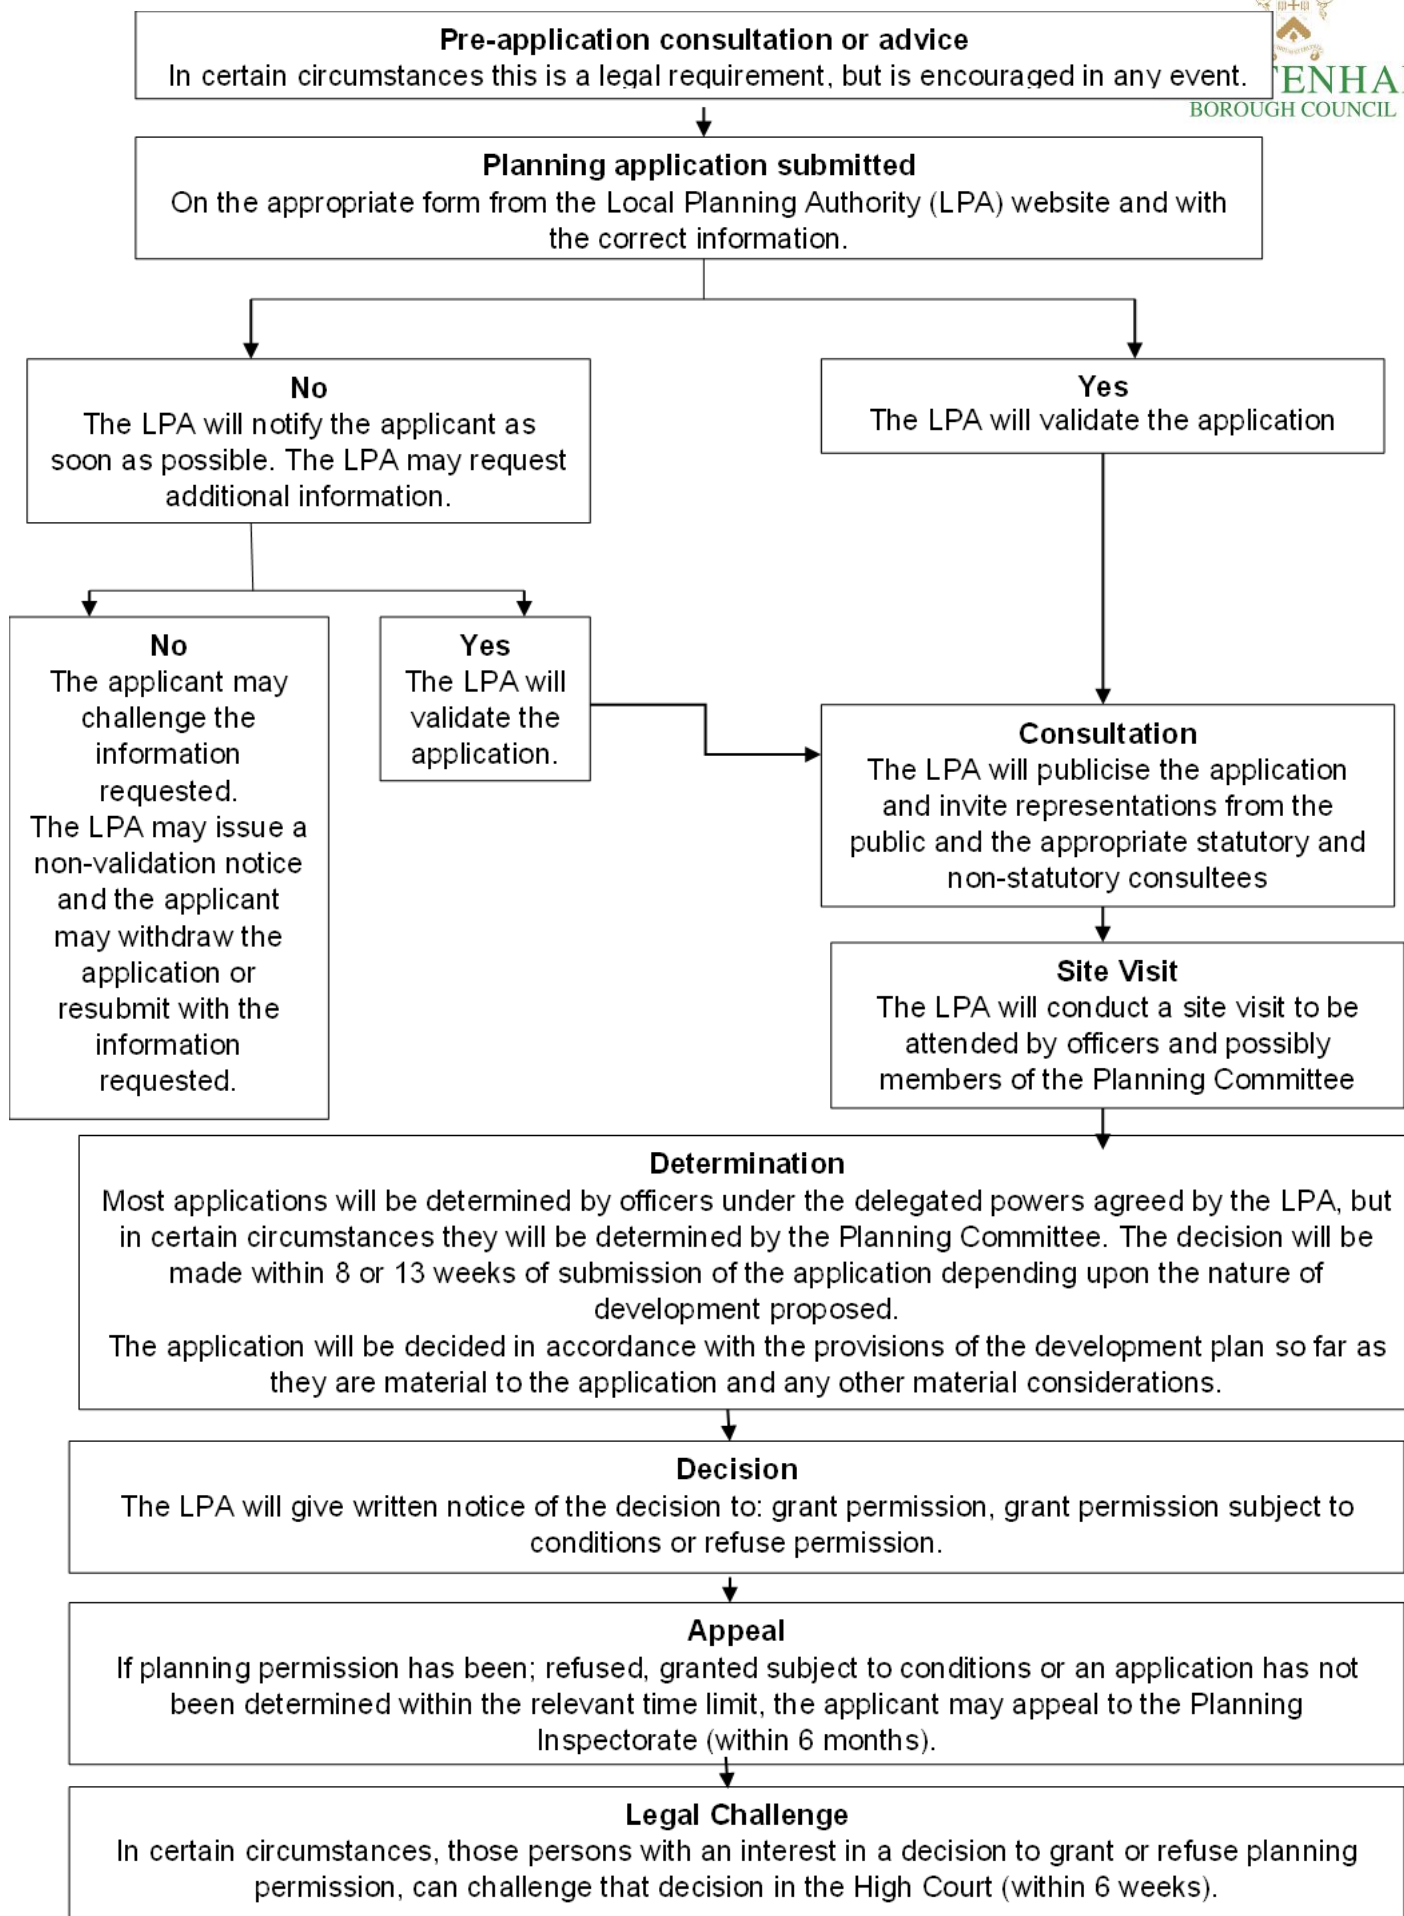 Pre-application consultation or advice
In certain circumstances this is a legal requirement, but is encouraged in any event.
BOROUGH COUNCIL
Planning application submitted
On the appropriate form from the Local Planning Authority (LPA) website and with
the correct information.
No
The LPA will notify the applicant as
soon as possible. The LPA may request
additional information.
Yes
The LPA will validate the application
No
The applicant may
challenge the
information
requested.
The LPA may issue a
non-validation notice
and the applicant
may withdraw the
application or
resubmit with the
information
requested.
Yes
The LPA will
validate the
application.
Consultation
The LPA will publicise the application
and invite representations from the
public and the appropriate statutory and
non-statutory consultees
Site Visit
The LPA will conduct a site visit to be
attended by officers and possibly
members of the Planning Committee
Determination
Most applications will be determined by officers under the delegated powers agreed by the LPA, but
in certain circumstances they will be determined by the Planning Committee. The decision will be
made within 8 or 13 weeks of submission of the application depending upon the nature of
development proposed.
The application will be decided in accordance with the provisions of the development plan so far as
they are material to the application and any other material considerations.
Decision
The LPA will give written notice of the decision to: grant permission, grant permission subject to
conditions or refuse permission.
Appeal
If planning permission has been; refused, granted subject to conditions or an application has not
been determined within the relevant time limit, the applicant may appeal to the Planning
Inspectorate (within 6 months).
Legal Challenge
In certain circumstances, those persons with an interest in a decision to grant or refuse planning
permission, can challenge that decision in the High Court (within 6 weeks).